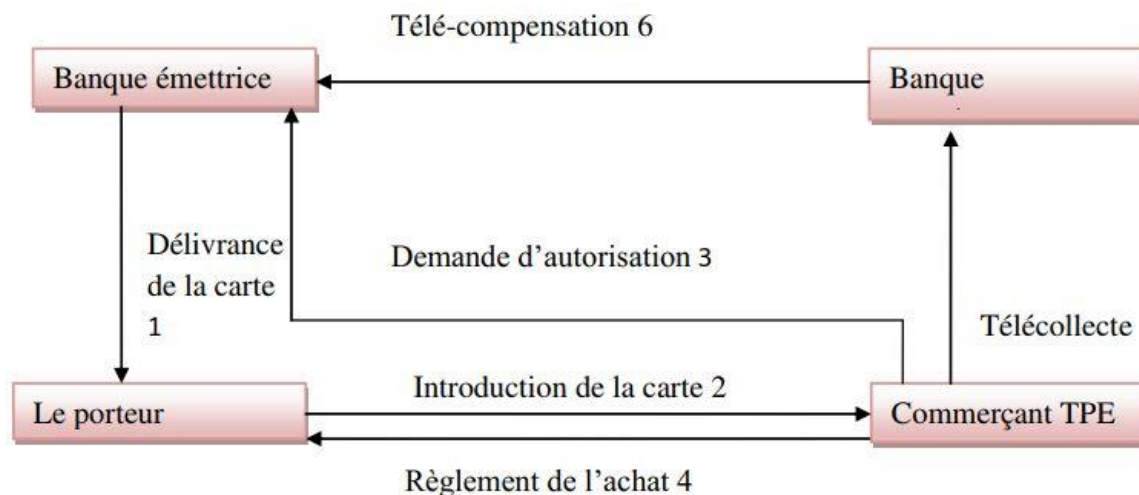 Télé-compensation 6
Banque émettrice
Banque
Délivrance
de la carte
1
Demande d’autorisation 3
Télécollecte
Introduction de la carte 2
Le porteur
Commerçant TPE
Règlement de l’achat 4